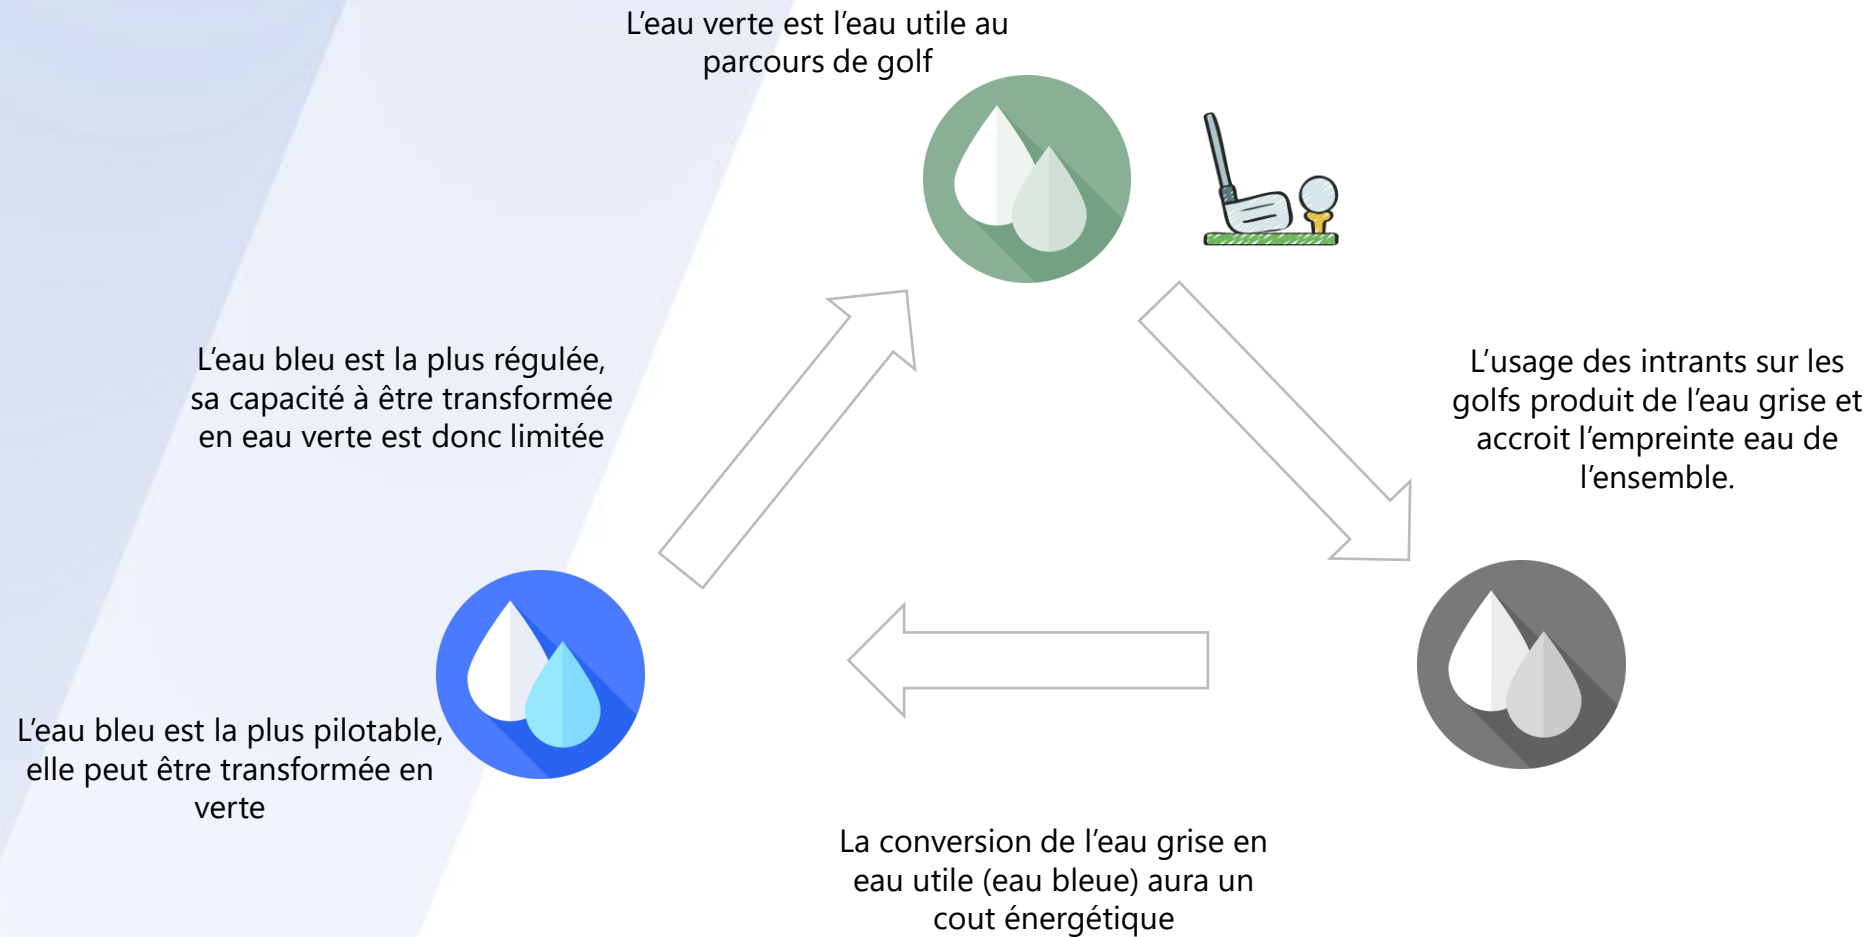 L’eau verte est l’eau utile au
parcours de golf
L’eau bleu est la plus régulée,
sa capacité à être transformée
en eau verte est donc limitée
L’usage des intrants sur les
golfs produit de l’eau grise et
accroit l’empreinte eau de
l’ensemble.
L’eau bleu est la plus pilotable,
elle peut être transformée en
verte
La conversion de l’eau grise en
eau utile (eau bleue) aura un
cout énergétique